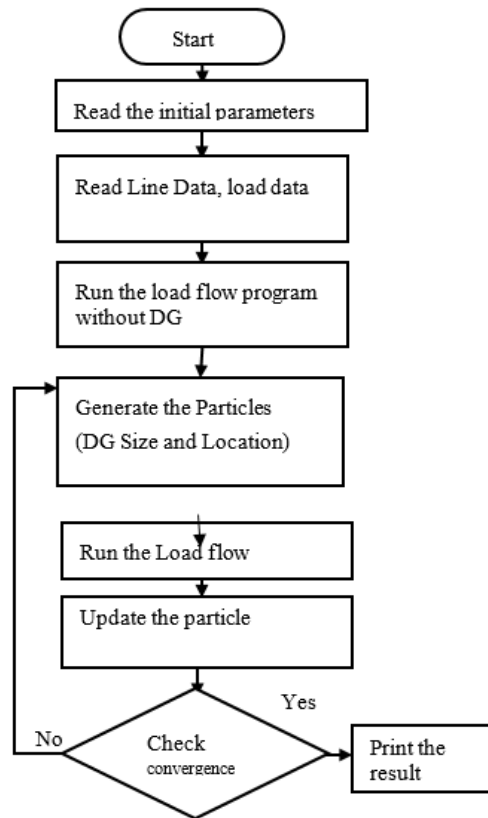 Start
Read the initial parameters
Read Line Data, load data
Run the load flow program
without DG
Generate the Particles
(DG Size and Location)
Run the Load flow
Update the particle
Yes
No
Check
convergence
Print the
result